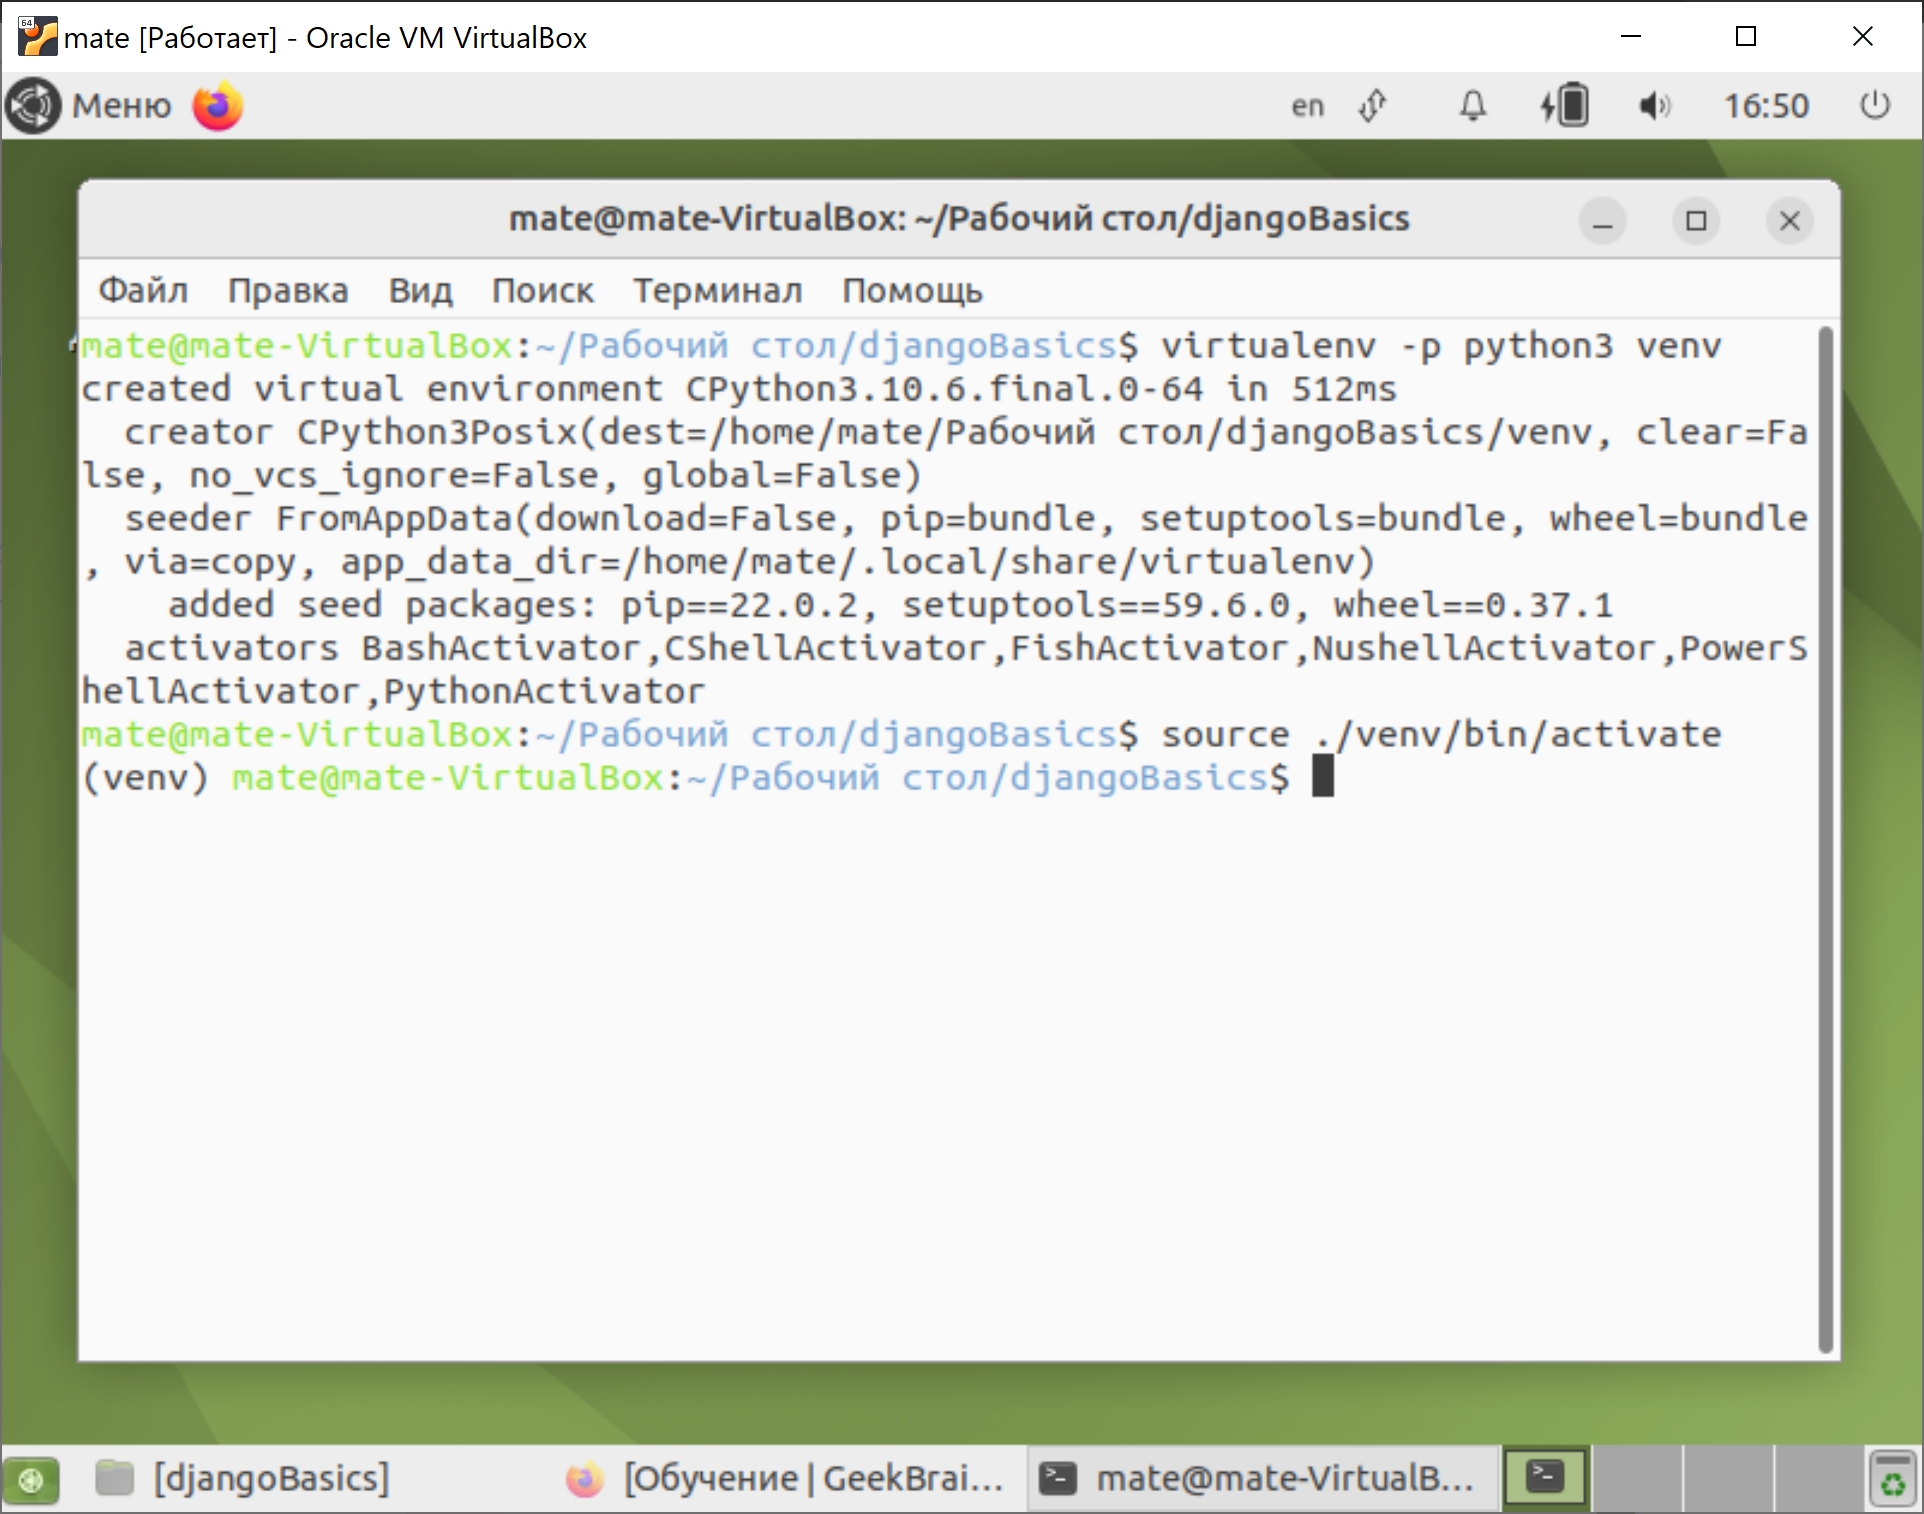 64
mate [Работает] - Oracle VM VirtualBox
Меню
en
16:50
mate@mate-VirtualBox: ~/Рабочий стол/djangoBasics
Файл Правка Вид Поиск Терминал Помощь
mate@mate-VirtualBox:~/Рабочий стол/djangoBasics$ virtualenv -p python3 venv
created virtual environment CPython3.10.6.final.0-64 in 512ms
  creator CPython3Posix(dest=/home/mate/Рабочий стол/djangoBasics/venv, clear=Fa
lse, no_vcs_ignore=False, global=False)
  seeder FromAppData(download=False, pip=bundle, setuptools=bundle, wheel=bundle
, via=copy, app_data_dir=/home/mate/.local/share/virtualenv)
    added seed packages: pip==22.0.2, setuptools==59.6.0, wheel==0.37.1
  activators BashActivator,CShellActivator,FishActivator,NushellActivator,PowerS
hellActivator,PythonActivator
mate@mate-VirtualBox:~/Рабочий стол/djangoBasics$ source ./venv/bin/activate
(venv) mate@mate-VirtualBox:~/Рабочий стол/djangoBasics$
[djangoBasics]
[Обучение | GeekBrai...
mate@mate-VirtualB...